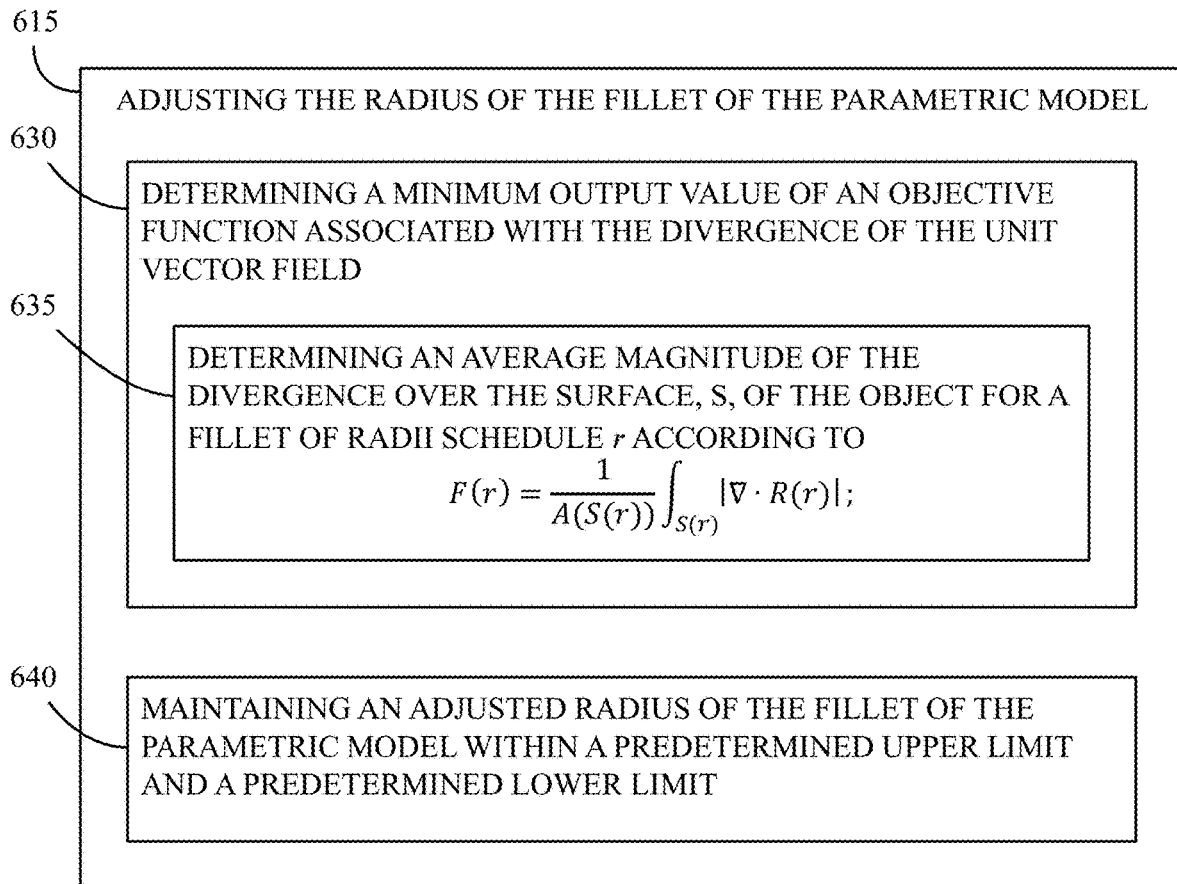 615
ADJUSTING THE RADIUS OF THE FILLET OF THE PARAMETRIC MODEL
630
DETERMINING A MINIMUM OUTPUT VALUE OF AN OBJECTIVE
FUNCTION ASSOCIATED WITH THE DIVERGENCE OF THE UNIT
VECTOR FIELD
635
DETERMINING AN AVERAGE MAGNITUDE OF THE
DIVERGENCE OVER THE SURFACE, S, OF THE OBJECT FOR A
FILLET OF RADII SCHEDULE r ACCORDING TO
F(r) = 1/A(S(r)) ∫_S(r) |∇ · R(r)|;
640
MAINTAINING AN ADJUSTED RADIUS OF THE FILLET OF THE
PARAMETRIC MODEL WITHIN A PREDETERMINED UPPER LIMIT
AND A PREDETERMINED LOWER LIMIT